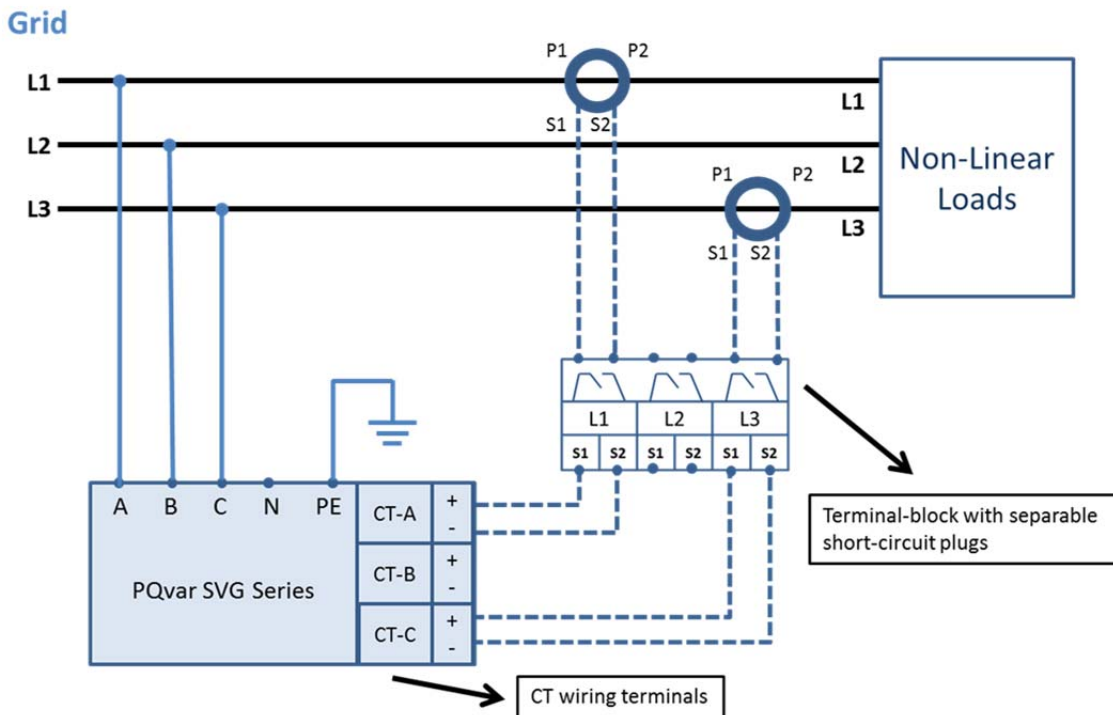 Grid
P1 P2
L1 L1
S1 S2
L2 L2
Non-Linear
Loads
P1 P2
L3 L3
S1 S2
L1 L2 L3
S1 S2 S1 S2 S1 S2
A B C N PE
CT-A + -
CT-B + -
CT-C + -
PQvar SVG Series
Terminal-block with separable
short-circuit plugs
CT wiring terminals